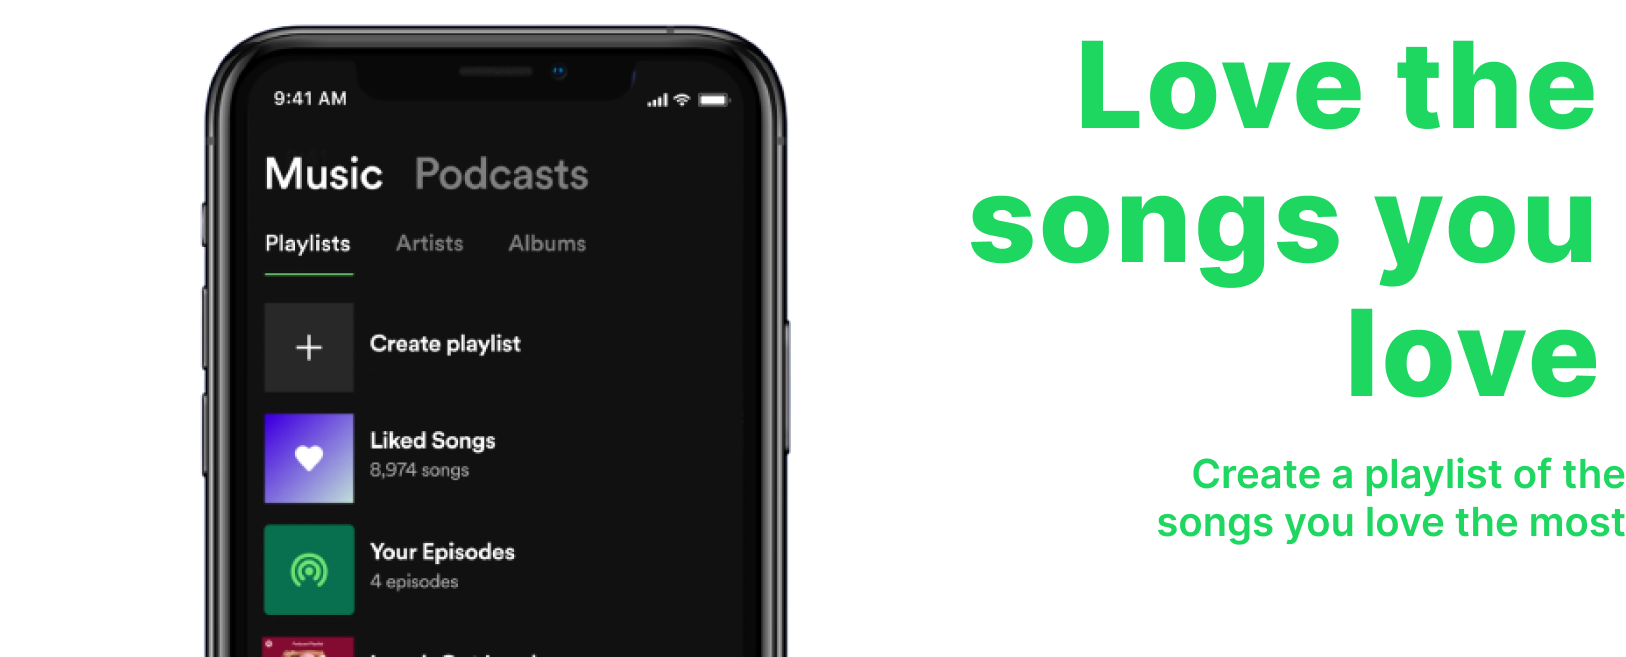 9:41 AM
Music Podcasts
Playlists Artists Albums
Create playlist
Liked Songs
8,974 songs
Your Episodes
4 episodes
Love the
songs you
love
Create a playlist of the
songs you love the most